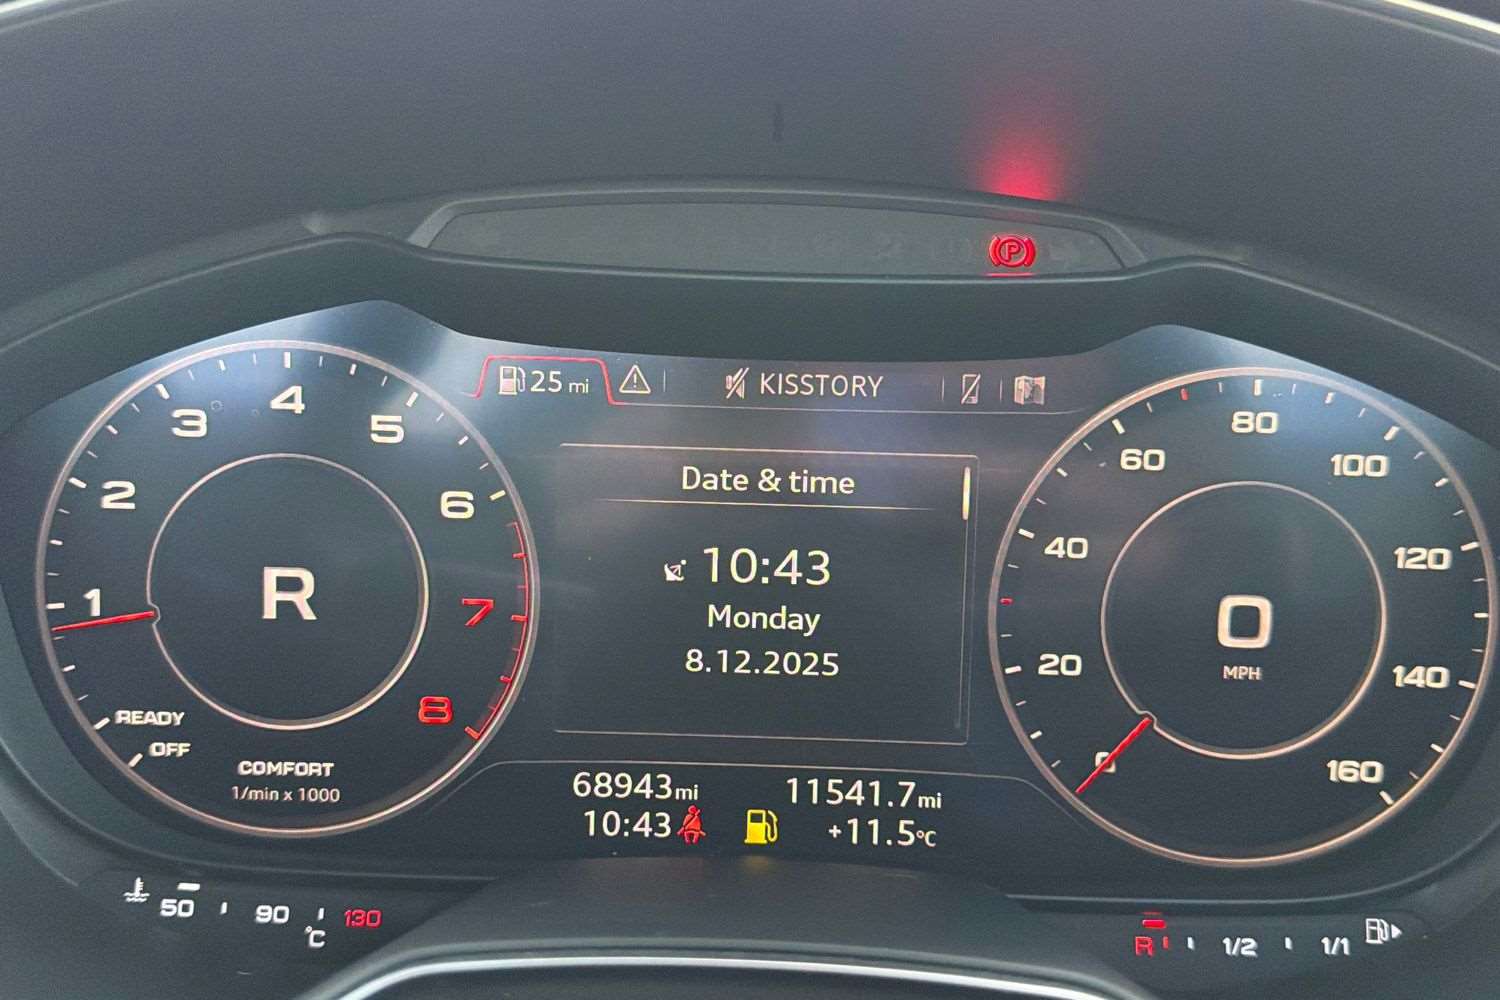 P
25 mi
KISSTORY
Date & time
10:43
Monday
8.12.2025
1
2
3
4
5
6
7
8
R
READY
OFF
COMFORT
1/min x 1000
0
20
40
60
80
100
120
140
160
0
MPH
68943mi
11541.7mi
10:43
+11.5°C
50 90 130
°C
R 1/2 1/1